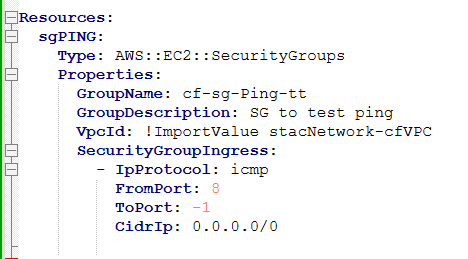 Resources:
sgPING:
Type: AWS::EC2::SecurityGroups
Properties:
GroupName: cf-sg-Ping-tt
GroupDescription: SG to test ping
VpcId: !ImportValue stacNetwork-cfVPC
SecurityGroupIngress:
- IpProtocol: icmp
FromPort: 8
ToPort: -1
CidrIp: 0.0.0.0/0